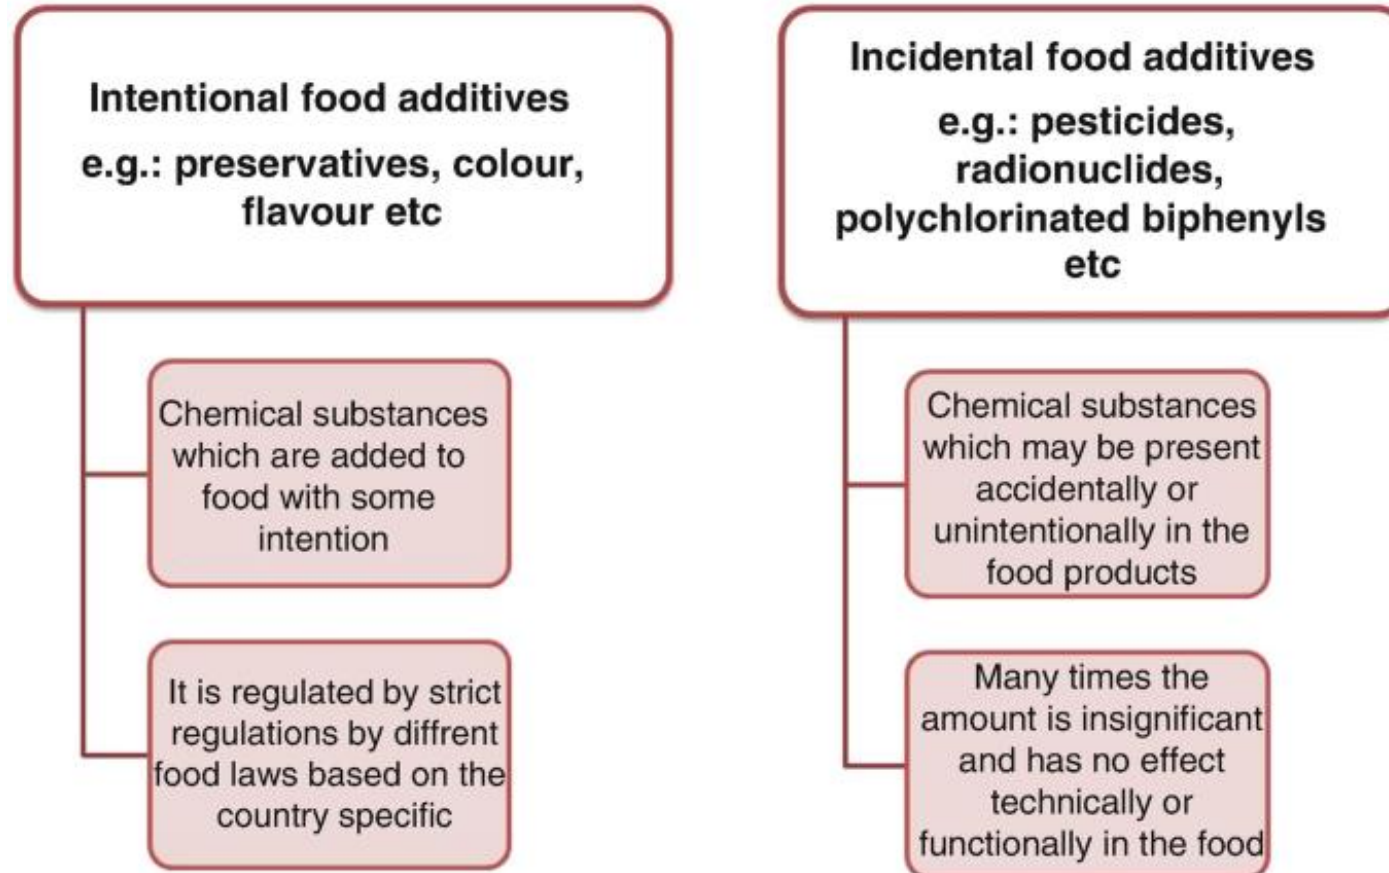 Intentional food additives
e.g.: preservatives, colour,
flavour etc
Chemical substances
which are added to
food with some
intention
It is regulated by strict
regulations by diffrent
food laws based on the
country specific
Incidental food additives
e.g.: pesticides,
radionuclides,
polychlorinated biphenyls
etc
Chemical substances
which may be present
accidentally or
unintentionally in the
food products
Many times the
amount is insignificant
and has no effect
technically or
functionally in the food